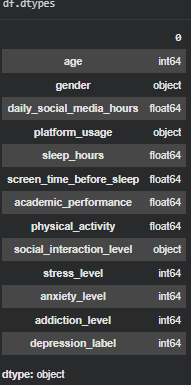 df.dtypes
0
age int64
gender object
daily_social_media_hours float64
platform_usage object
sleep_hours float64
screen_time_before_sleep float64
academic_performance float64
physical_activity float64
social_interaction_level object
stress_level int64
anxiety_level int64
addiction_level int64
depression_label int64
dtype: object